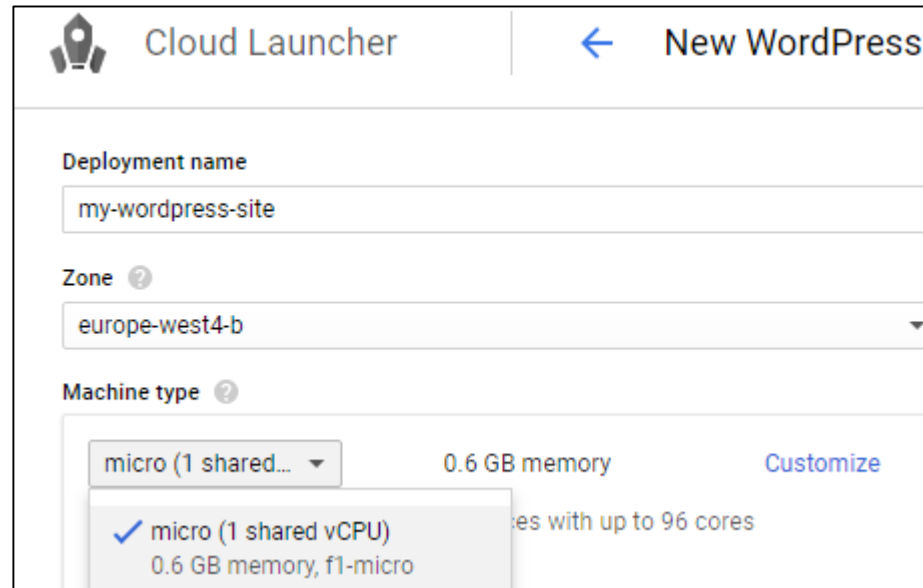 Cloud Launcher
New WordPress
Deployment name
my-wordpress-site
Zone
europe-west4-b
Machine type
micro (1 shared... 0.6 GB memory Customize
with up to 96 cores
micro (1 shared vCPU)
0.6 GB memory, f1-micro